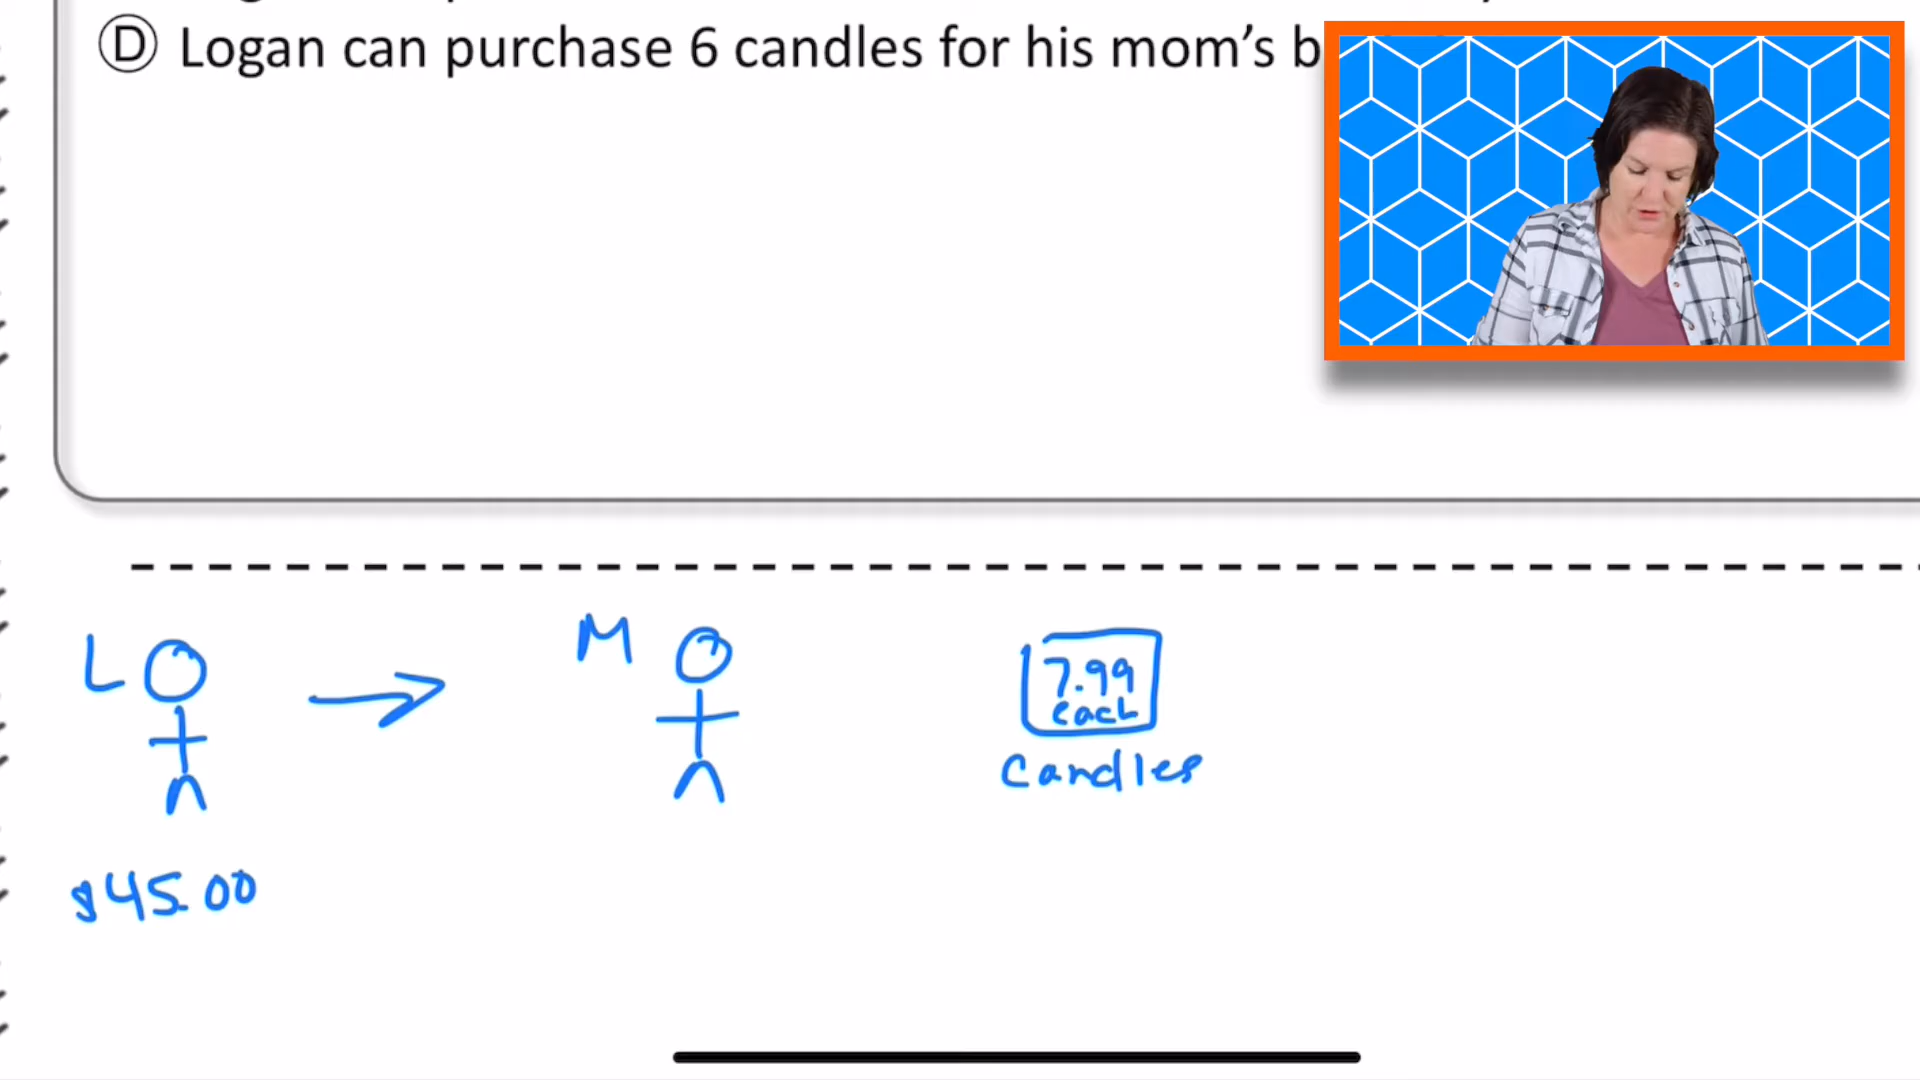 Ⓓ Logan can purchase 6 candles for his mom's b
L
M
7.99
each
candles
$45.00